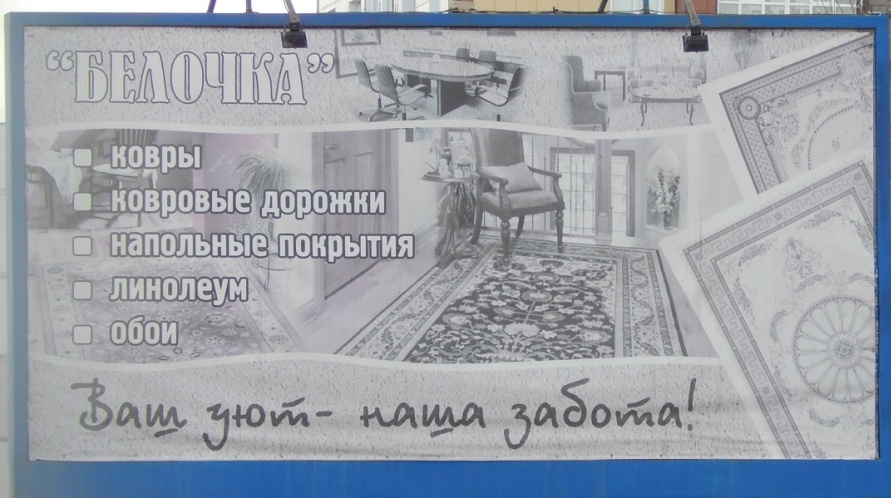 “БЕЛОЧКА”
ковры
ковровые дорожки
напольные покрытия
линолеум
обои
Ваш уют- наша забота!